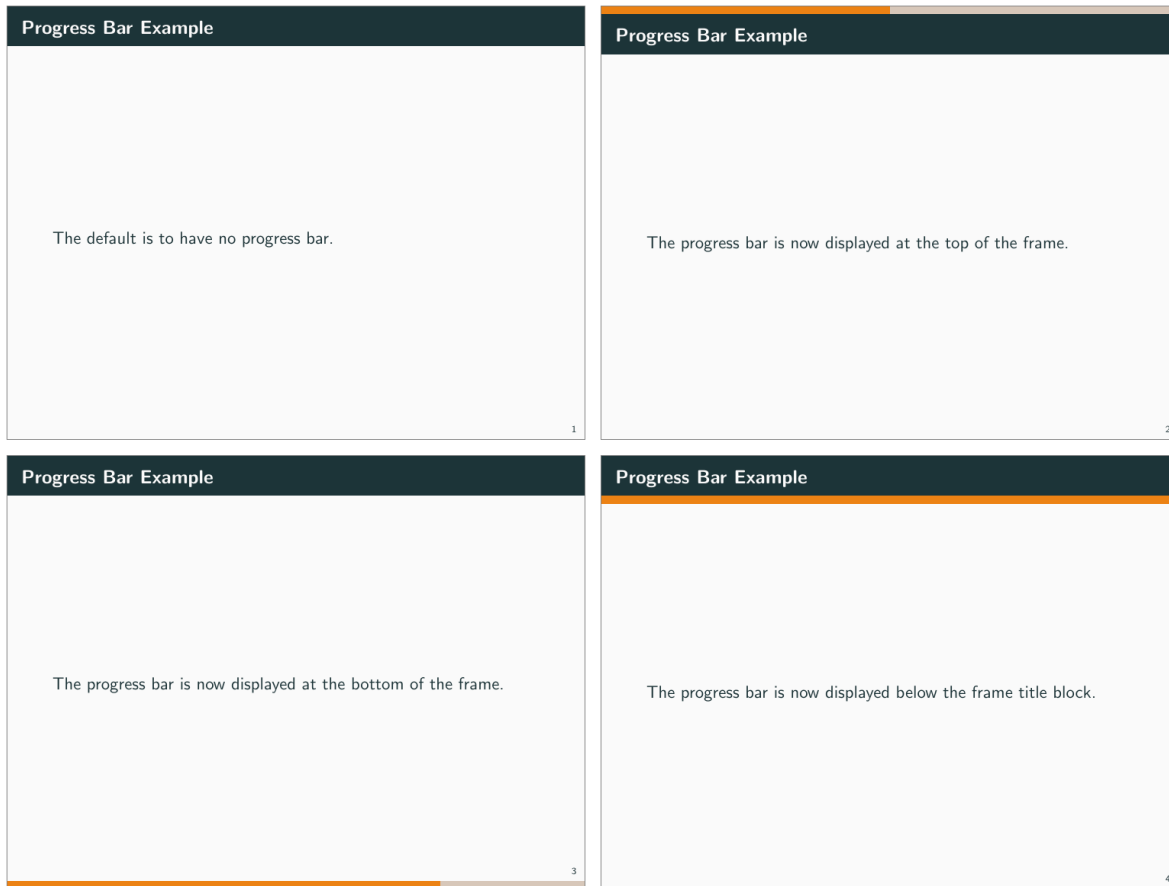 Progress Bar Example
The default is to have no progress bar.
1
Progress Bar Example
The progress bar is now displayed at the top of the frame.
2
Progress Bar Example
The progress bar is now displayed at the bottom of the frame.
3
Progress Bar Example
The progress bar is now displayed below the frame title block.
4